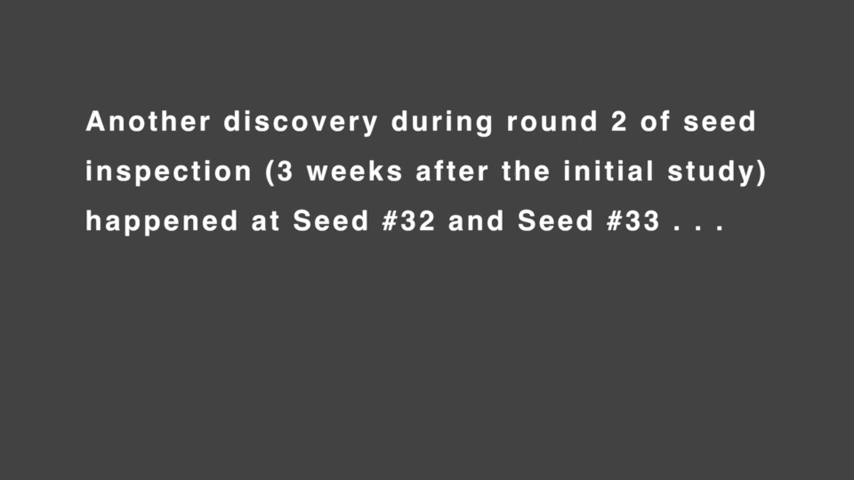 Another discovery during round 2 of seed
inspection (3 weeks after the initial study)
happened at Seed #32 and Seed #33 . . .